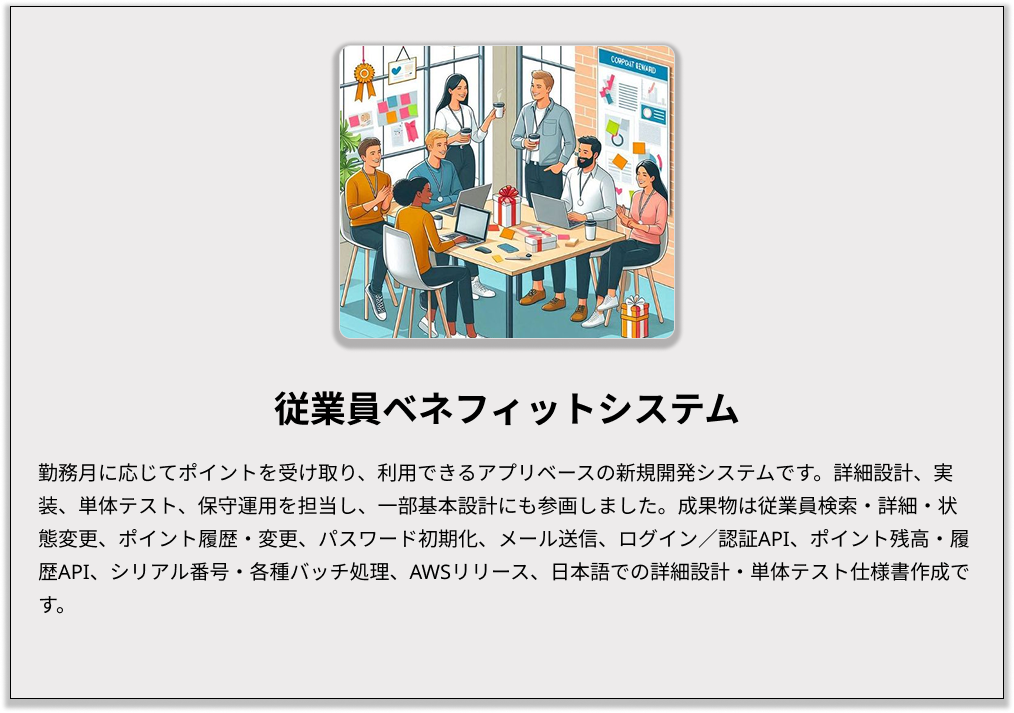 CORPOAT REWARD
従業員ベネフィットシステム
勤務月に応じてポイントを受け取り、利用できるアプリベースの新規開発システムです。詳細設計、実
装、単体テスト、保守運用を担当し、一部基本設計にも参画しました。成果物は従業員検索・詳細・状
態変更、ポイント履歴・変更、パスワード初期化、メール送信、ログイン／認証API、ポイント残高・履
歴API、シリアル番号・各種バッチ処理、AWSリリース、日本語での詳細設計・単体テスト仕様書作成で
す。